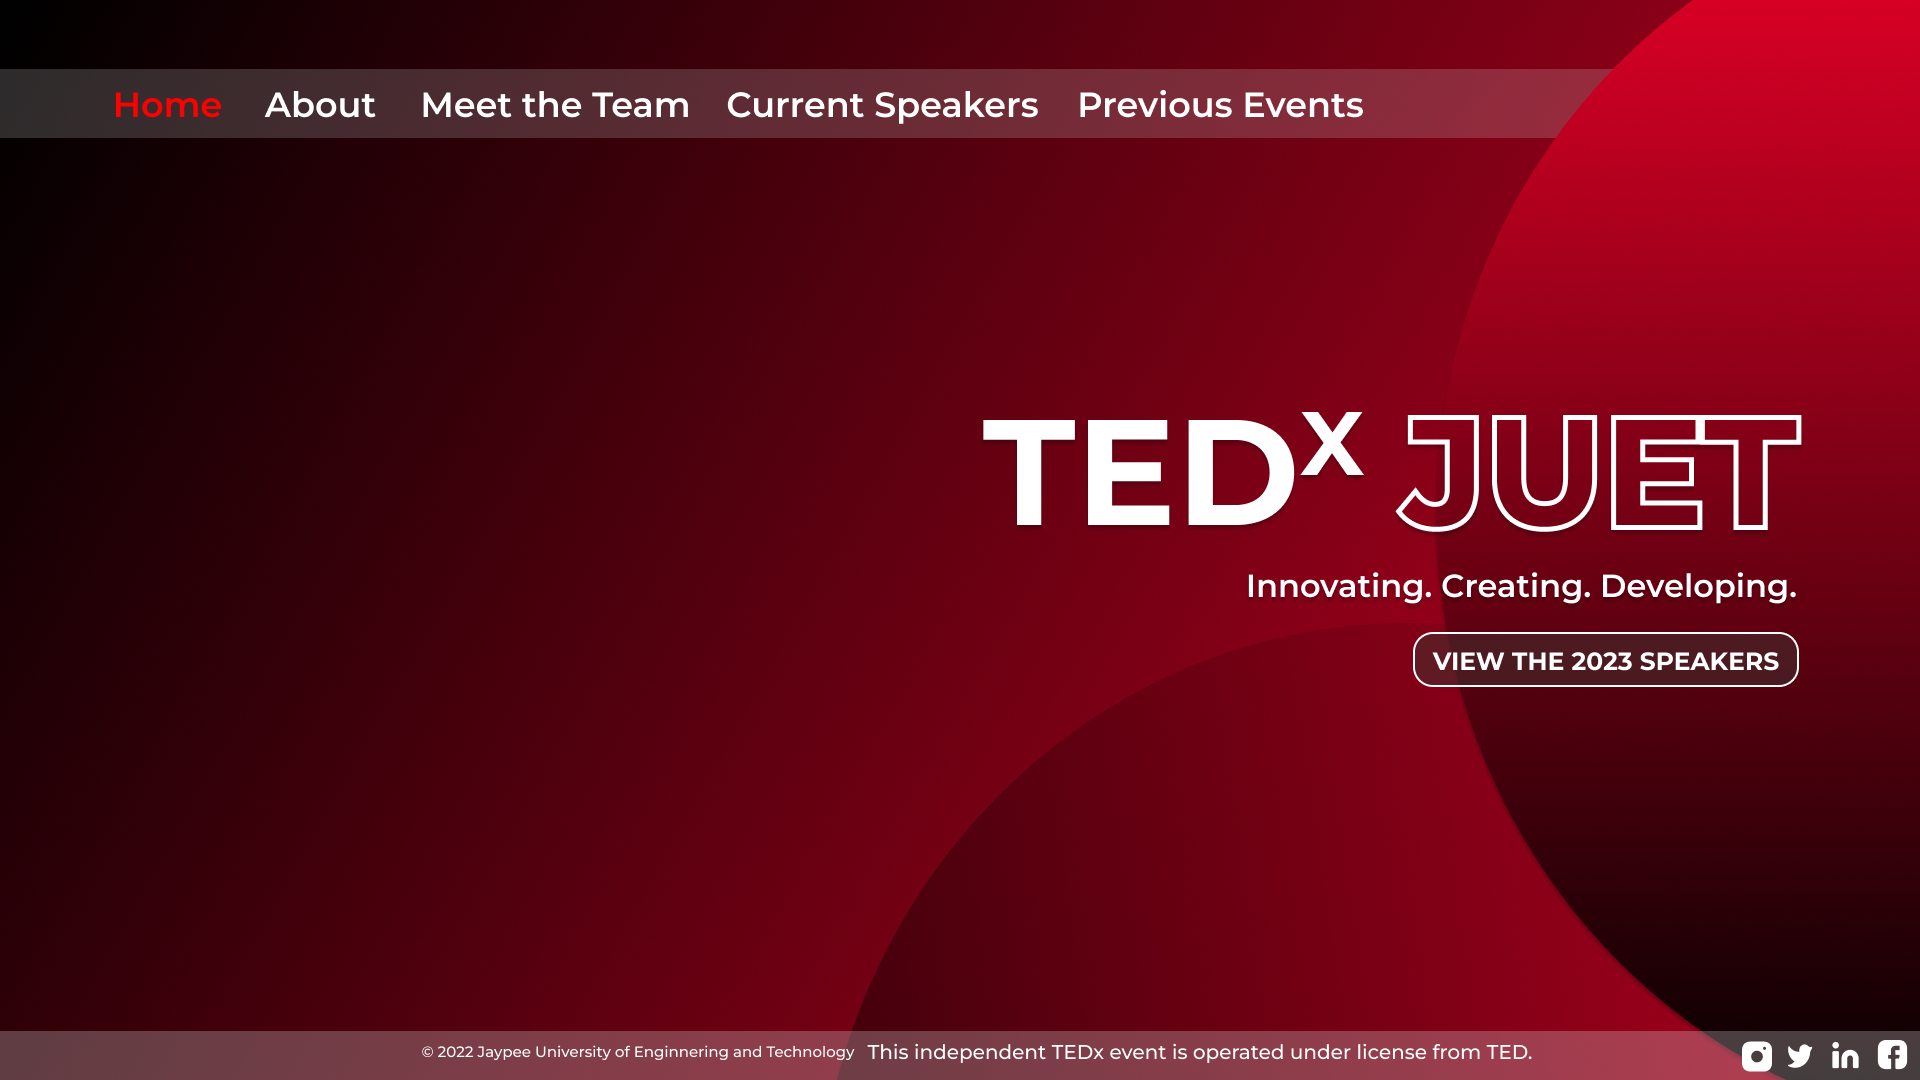 Home About Meet the Team Current Speakers Previous Events
TEDX JUET
Innovating. Creating. Developing.
VIEW THE 2023 SPEAKERS
© 2022 Jaypee University of Enginnering and Technology This independent TEDx event is operated under license from TED.